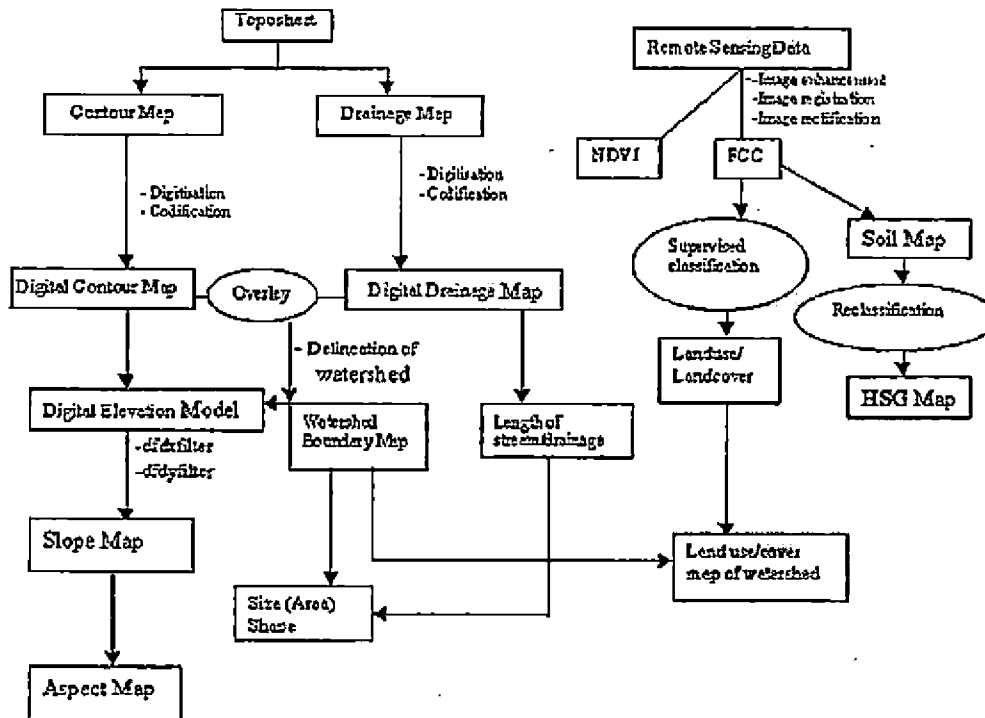 Toposheet
Remote Sensing Data
- Image enhancement
- Image registration
- Image rectification
Contour Map
Drainage Map
NDVI
FCC
- Digitisation
- Codification
- Digitisation
- Codification
Supervised
classification
Soil Map
Digital Contour Map
Overlay
Digital Drainage Map
Reclassification
- Delineation of
watershed
Landuse/
Landcover
HSG Map
Digital Elevation Model
Watershed
Boundary Map
Length of
stream/drainage
- dfdxfilter
- dfdyfilter
Slope Map
Land use/cover
map of watershed
Size (Area)
Shape
Aspect Map